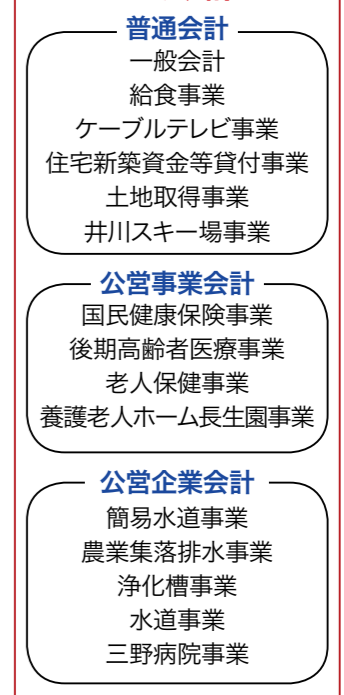 普通会計
一般会計
給食事業
ケーブルテレビ事業
住宅新築資金等貸付事業
土地取得事業
井川スキー場事業
公営事業会計
国民健康保険事業
後期高齢者医療事業
老人保健事業
養護老人ホーム長生園事業
公営企業会計
簡易水道事業
農業集落排水事業
浄化槽事業
水道事業
三野病院事業